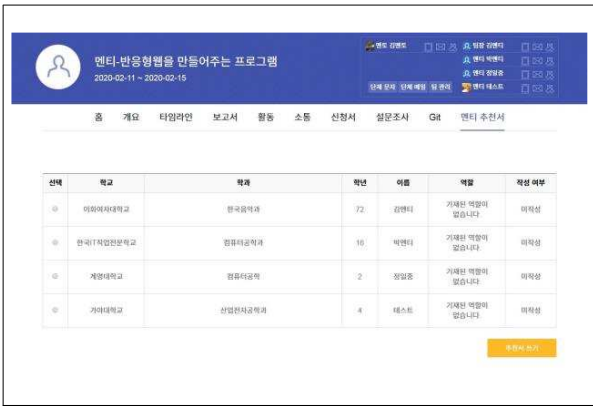 멘티-반응형웹을 만들어주는 프로그램
2020-02-11 ~ 2020-02-15
멘토 김멘토
팀장 김멘티
멘티 박멘티
멘티 정일중
멘티 테스트
단체 문자 단체 메일 팀 관리
홈 개요 타임라인 보고서 활동 소통 신청서 설문조사 Git 멘티 추천서
선택 학교 학과 학년 이름 역할 작성 여부
이화여자대학교 한국음악과 72 김멘티 기재된 역할이 없습니다. 미작성
한국IT직업전문학교 컴퓨터공학과 16 박멘티 기재된 역할이 없습니다. 미작성
계명대학교 컴퓨터공학 2 정일중 기재된 역할이 없습니다. 미작성
가야대학교 산업전자공학과 4 테스트 기재된 역할이 없습니다. 미작성
추천서 쓰기